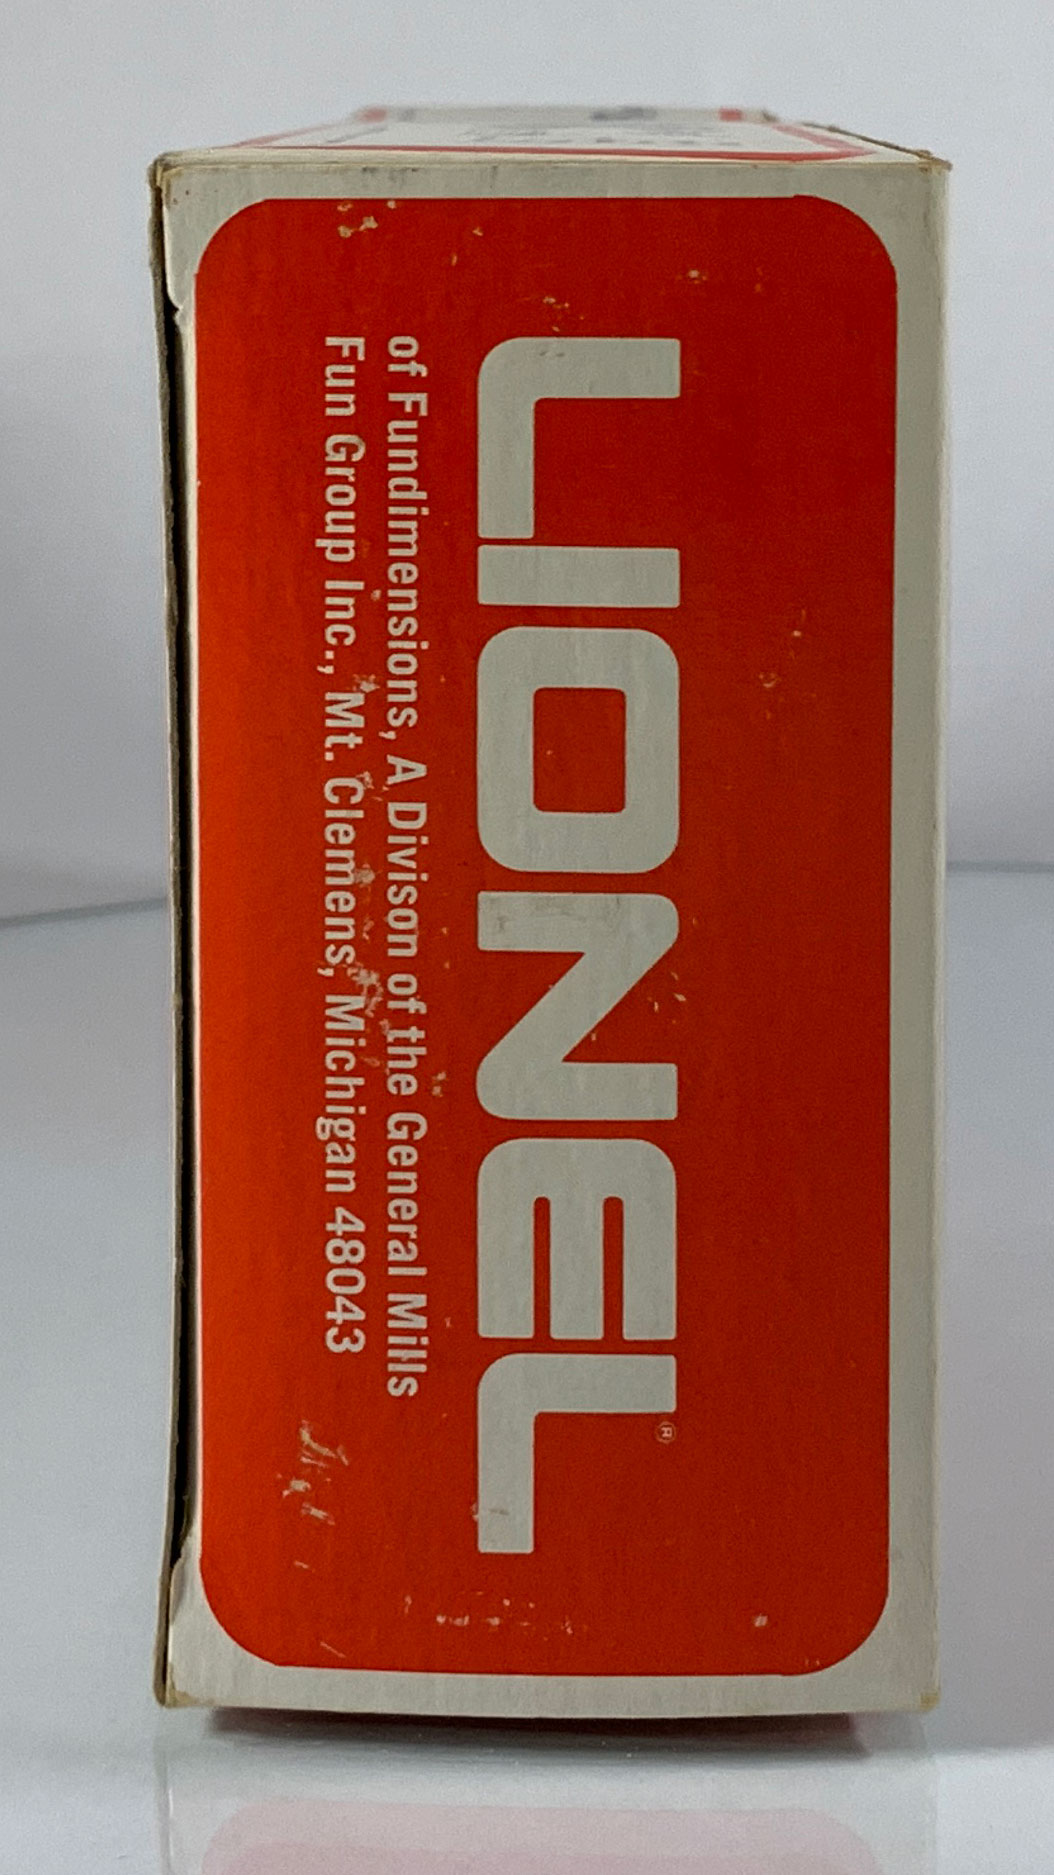 LIONEL®
of Fundimensions, A Divison of the General Mills
Fun Group Inc., Mt. Clemens, Michigan 48043